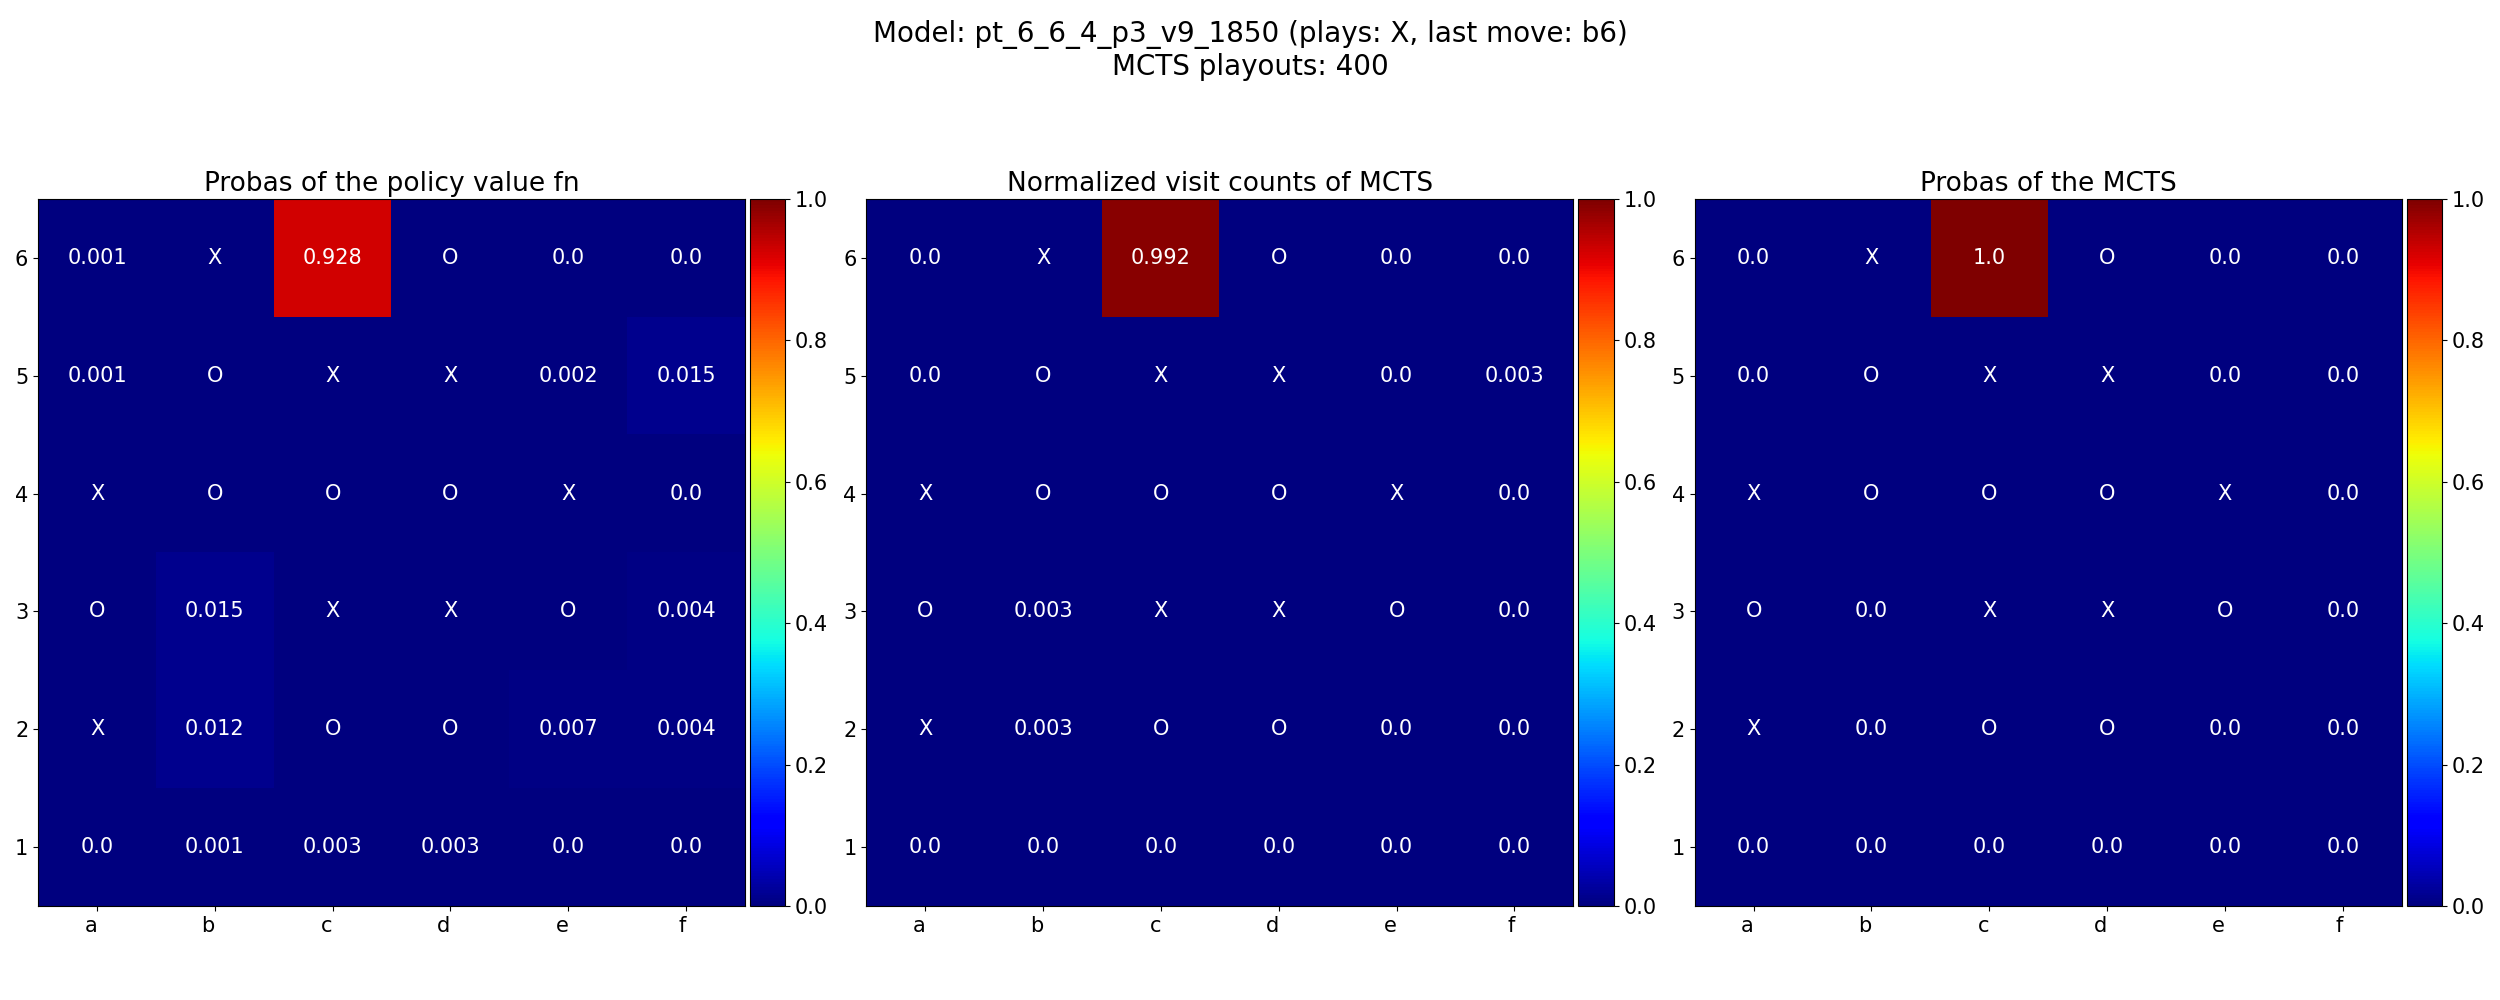 Model: pt_6_6_4_p3_v9_1850 (plays: X, last move: b6)
MCTS playouts: 400
Probas of the policy value fn
6 0.001 X 0.928 O 0.0 0.0
5 0.001 O X X 0.002 0.015
4 X O O O X 0.0
3 O 0.015 X X O 0.004
2 X 0.012 O O 0.007 0.004
1 0.0 0.001 0.003 0.003 0.0 0.0
a b c d e f
1.0
0.8
0.6
0.4
0.2
0.0
Normalized visit counts of MCTS
6 0.0 X 0.992 O 0.0 0.0
5 0.0 O X X 0.0 0.003
4 X O O O X 0.0
3 O 0.003 X X O 0.0
2 X 0.003 O O 0.0 0.0
1 0.0 0.0 0.0 0.0 0.0 0.0
a b c d e f
1.0
0.8
0.6
0.4
0.2
0.0
Probas of the MCTS
6 0.0 X 1.0 O 0.0 0.0
5 0.0 O X X 0.0 0.0
4 X O O O X 0.0
3 O 0.0 X X O 0.0
2 X 0.0 O O 0.0 0.0
1 0.0 0.0 0.0 0.0 0.0 0.0
a b c d e f
1.0
0.8
0.6
0.4
0.2
0.0